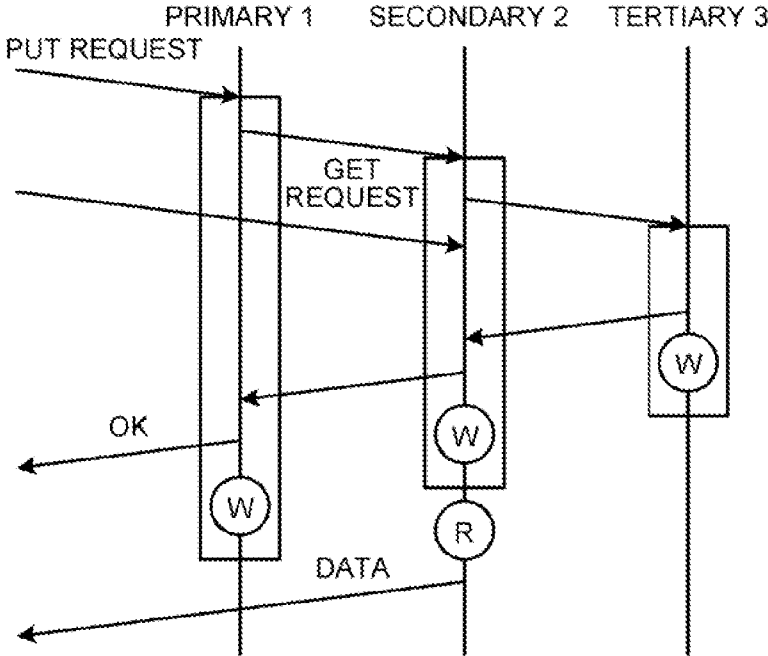 PRIMARY 1 SECONDARY 2 TERTIARY 3
PUT REQUEST
GET
REQUEST
W
W
OK
W
R
DATA